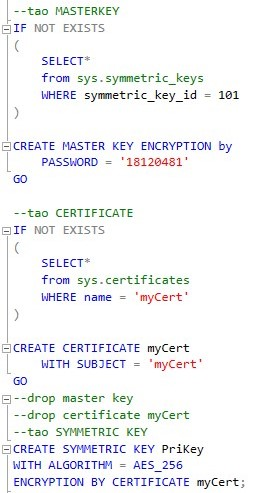 --tao MASTERKEY
IF NOT EXISTS
(
SELECT*
from sys.symmetric_keys
WHERE symmetric_key_id = 101
)
CREATE MASTER KEY ENCRYPTION by
PASSWORD = '18120481'
GO
--tao CERTIFICATE
IF NOT EXISTS
(
SELECT*
from sys.certificates
WHERE name = 'myCert'
)
CREATE CERTIFICATE myCert
WITH SUBJECT = 'myCert'
GO
--drop master key
--drop certificate myCert
--tao SYMMETRIC KEY
CREATE SYMMETRIC KEY PriKey
WITH ALGORITHM = AES_256
ENCRYPTION BY CERTIFICATE myCert;